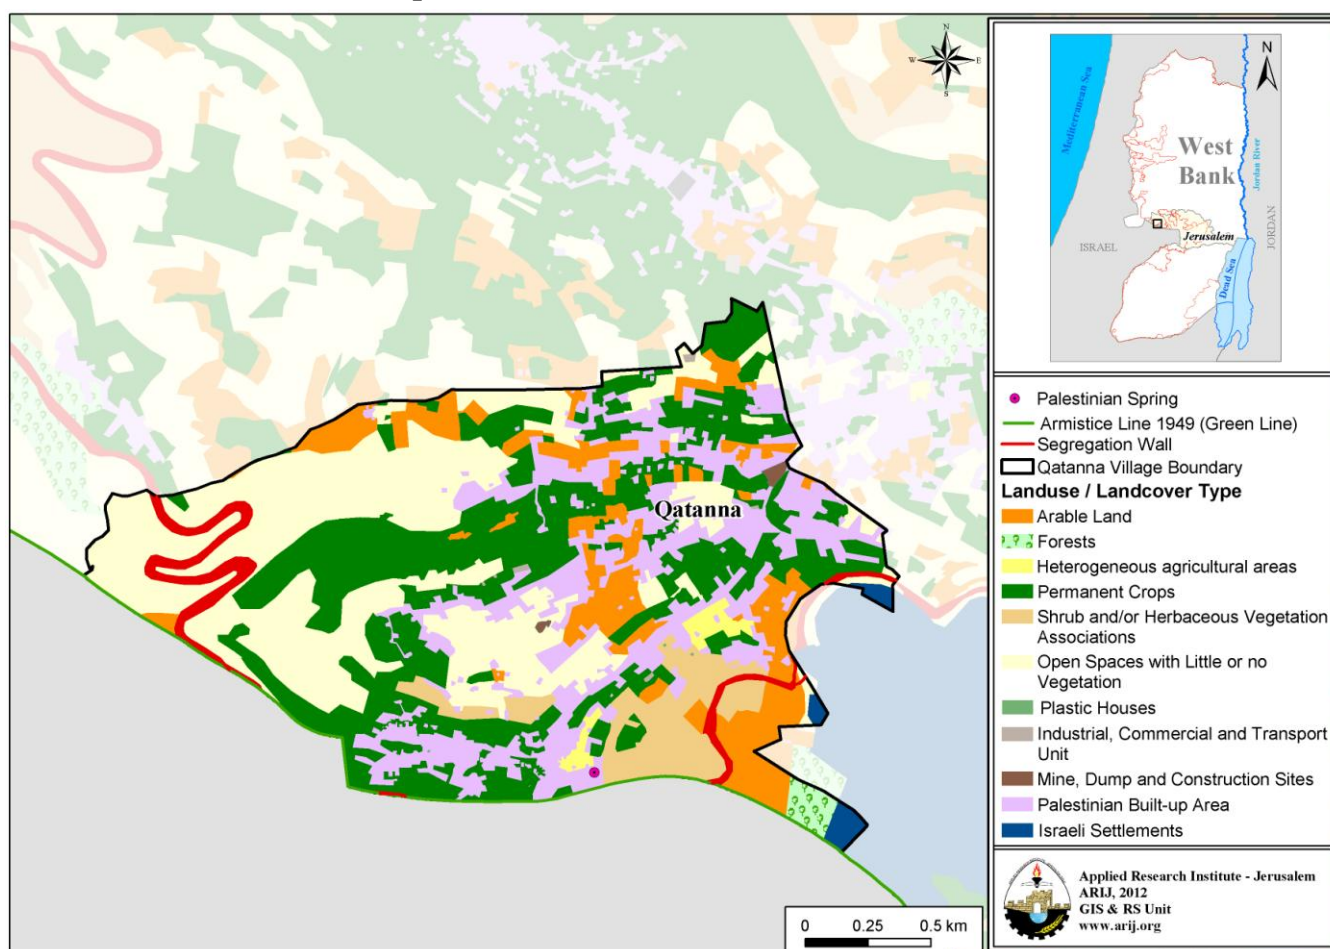 N
W
E
S
N
Mediterranean Sea
West
Bank
Jordan River
JORDAN
Jerusalem
ISRAEL
Dead Sea
Palestinian Spring
Armistice Line 1949 (Green Line)
Segregation Wall
Qatanna Village Boundary
Landuse / Landcover Type
Arable Land
Forests
Heterogeneous agricultural areas
Permanent Crops
Shrub and/or Herbaceous Vegetation
Associations
Open Spaces with Little or no
Vegetation
Plastic Houses
Industrial, Commercial and Transport
Unit
Mine, Dump and Construction Sites
Palestinian Built-up Area
Israeli Settlements
Qatanna
0 0.25 0.5 km
Applied Research Institute - Jerusalem
ARIJ, 2012
GIS & RS Unit
www.arij.org